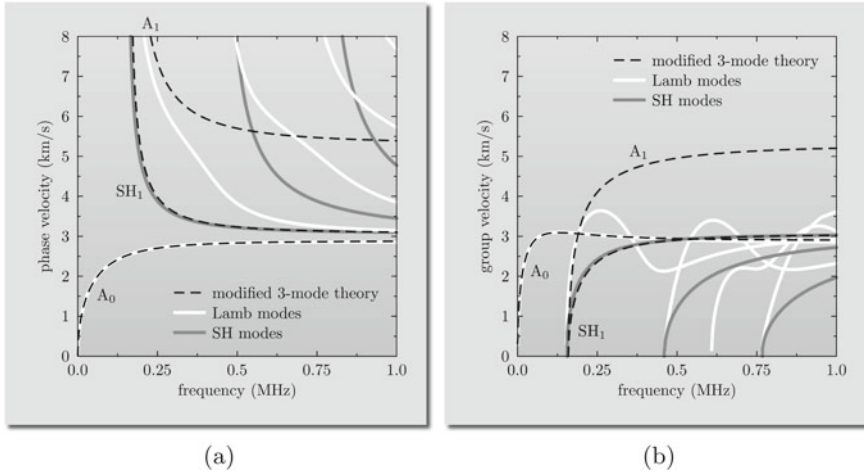 A1
8
7
6
5
4
3
2
1
0
phase velocity (km/s)
SH1
A0
modified 3-mode theory
Lamb modes
SH modes
0.0
0.25
0.5
0.75
1.0
frequency (MHz)
(a)
8
7
6
5
4
3
2
1
0
group velocity (km/s)
modified 3-mode theory
Lamb modes
SH modes
A1
A0
SH1
0.0
0.25
0.5
0.75
1.0
frequency (MHz)
(b)